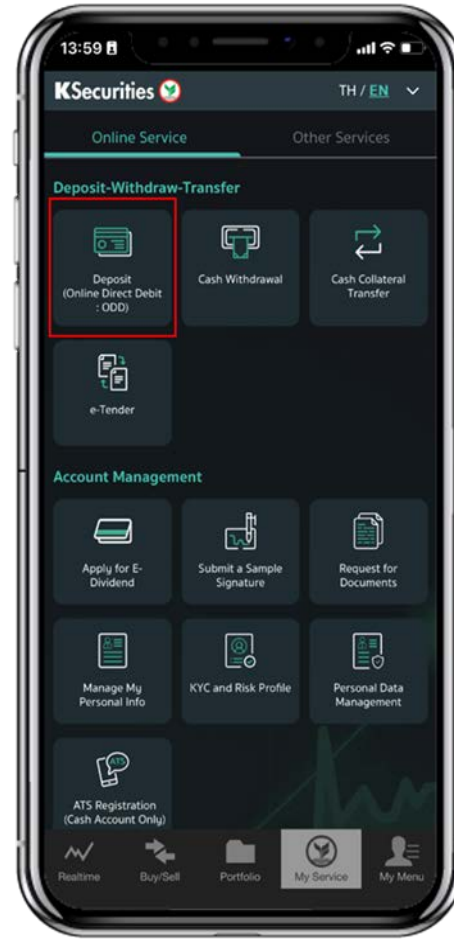 13:59
KSecurities
TH / EN
Online Service
Other Services
Deposit-Withdraw-Transfer
Deposit
(Online Direct Debit
: ODD)
Cash Withdrawal
Cash Collateral
Transfer
e-Tender
Account Management
Apply for E-
Dividend
Submit a Sample
Signature
Request for
Documents
Manage My
Personal Info
KYC and Risk Profile
Personal Data
Management
ATS
ATS Registration
(Cash Account Only)
Realtime
Buy/Sell
Portfolio
My Service
My Menu